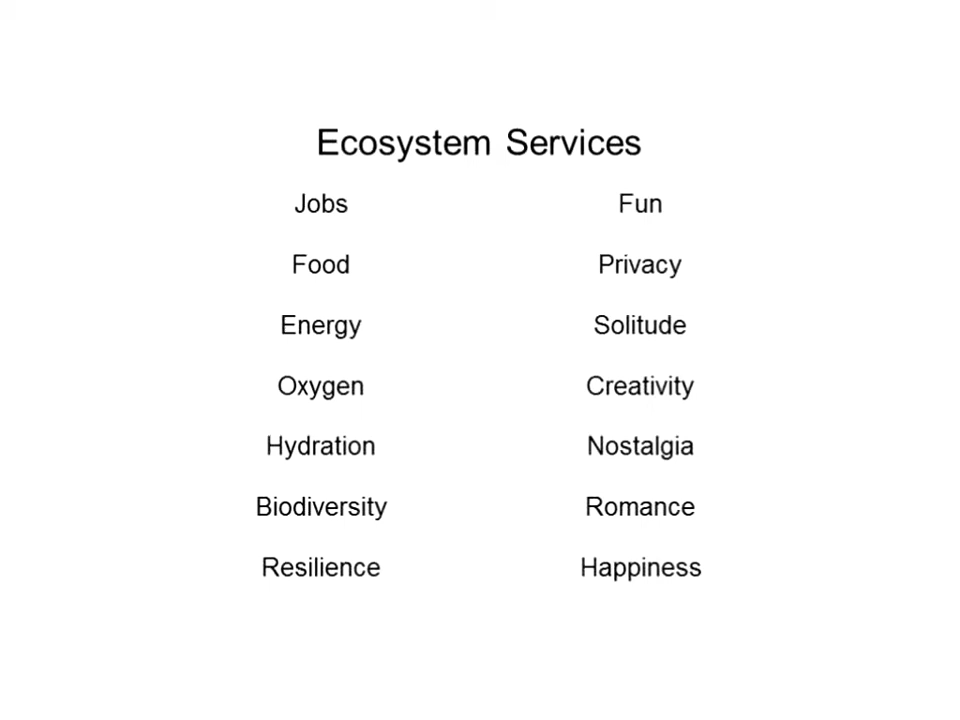 Ecosystem Services
Jobs Fun
Food Privacy
Energy Solitude
Oxygen Creativity
Hydration Nostalgia
Biodiversity Romance
Resilience Happiness